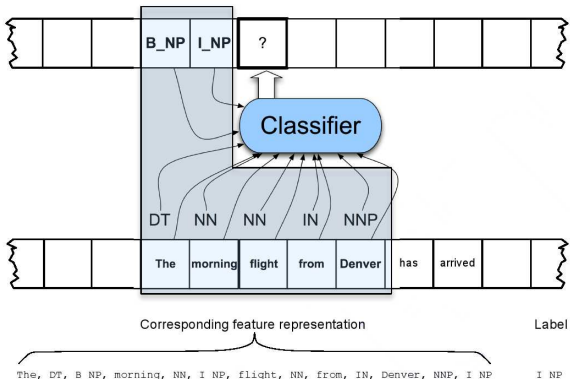 B_NP I_NP ?
Classifier
DT NN NN IN NNP
The morning flight from Denver has arrived
Corresponding feature representation Label
The, DT, B_NP, morning, NN, I_NP, flight, NN, from, IN, Denver, NNP, I_NP I_NP